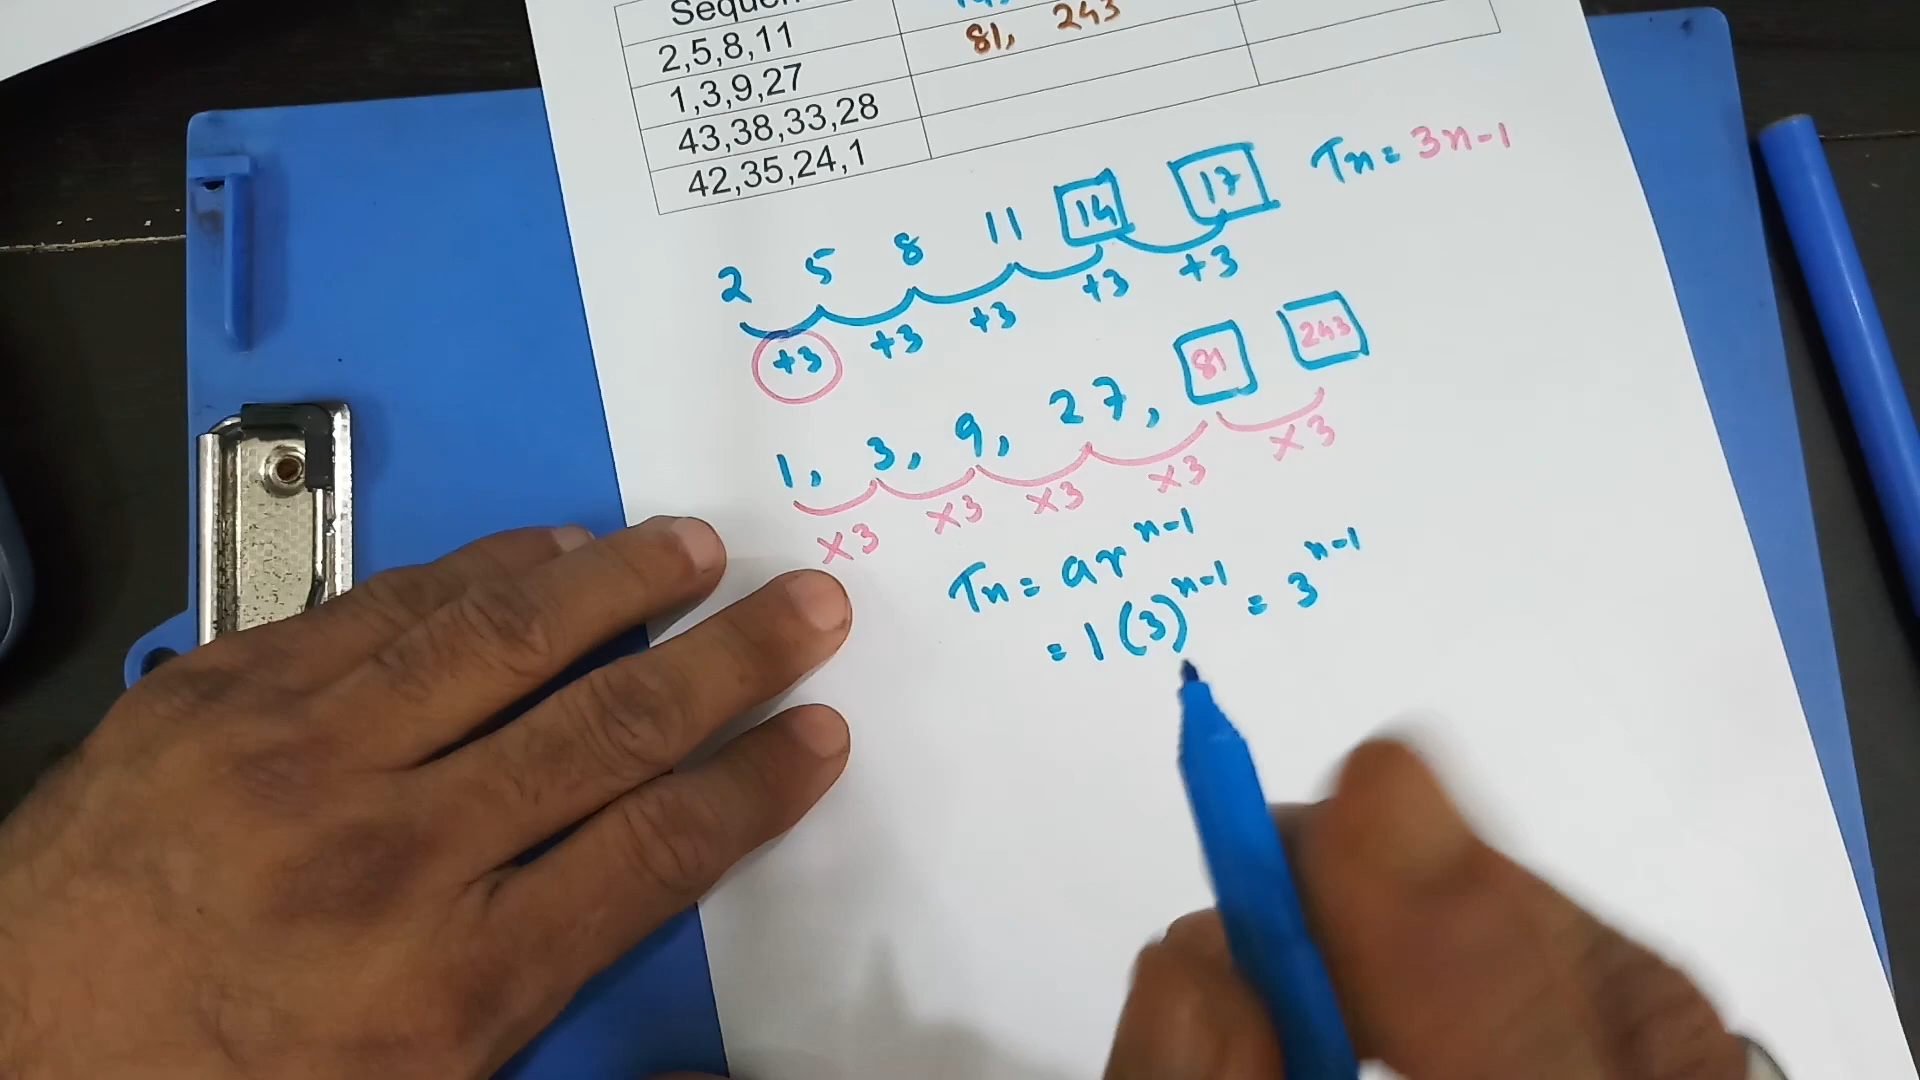 2,5,8,11
81, 243
1,3,9,27
43,38,33,28
42,35,24,1
2 5 8 11 14 17 Tn = 3n-1
+3 +3 +3 +3 +3
1, 3, 9, 27, 81 243
×3 ×3 ×3 ×3 ×3
Tn = ar^n-1
= 1(3)^n-1 = 3^n-1